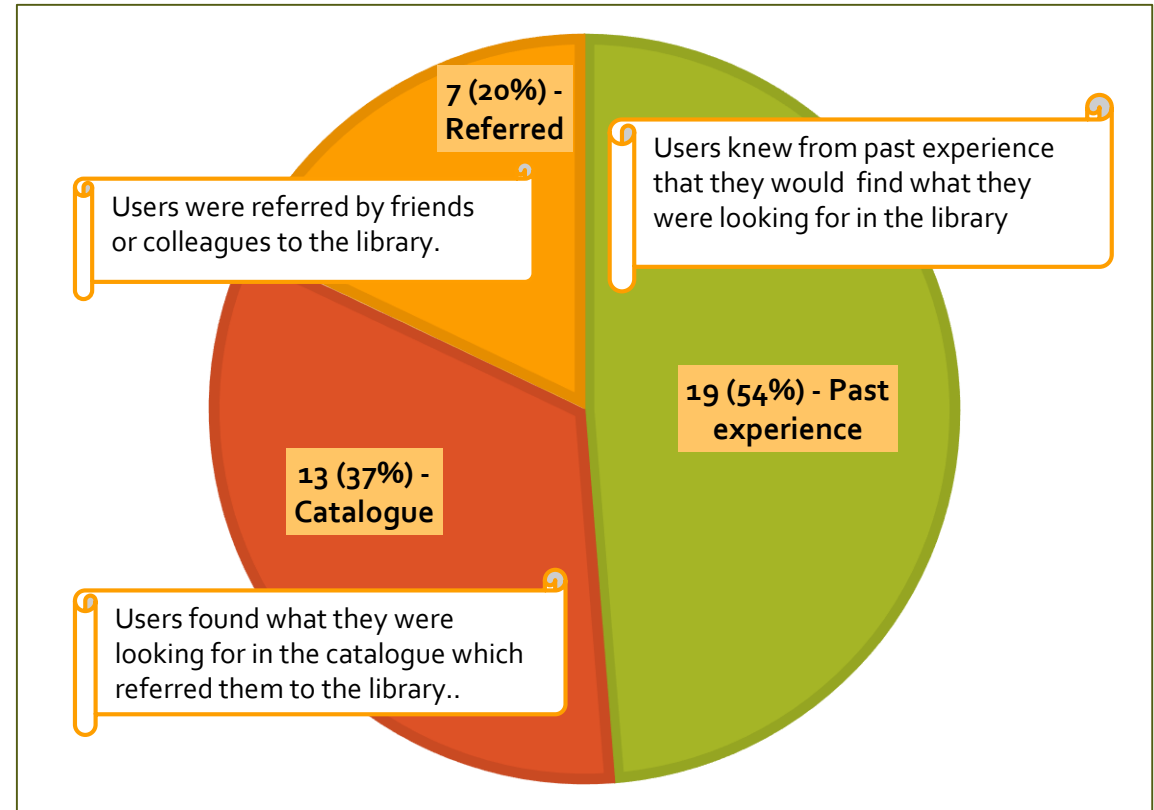 7 (20%) -
Referred
Users knew from past experience
that they would find what they
were looking for in the library
Users were referred by friends
or colleagues to the library.
19 (54%) - Past
experience
13 (37%) -
Catalogue
Users found what they were
looking for in the catalogue which
referred them to the library..